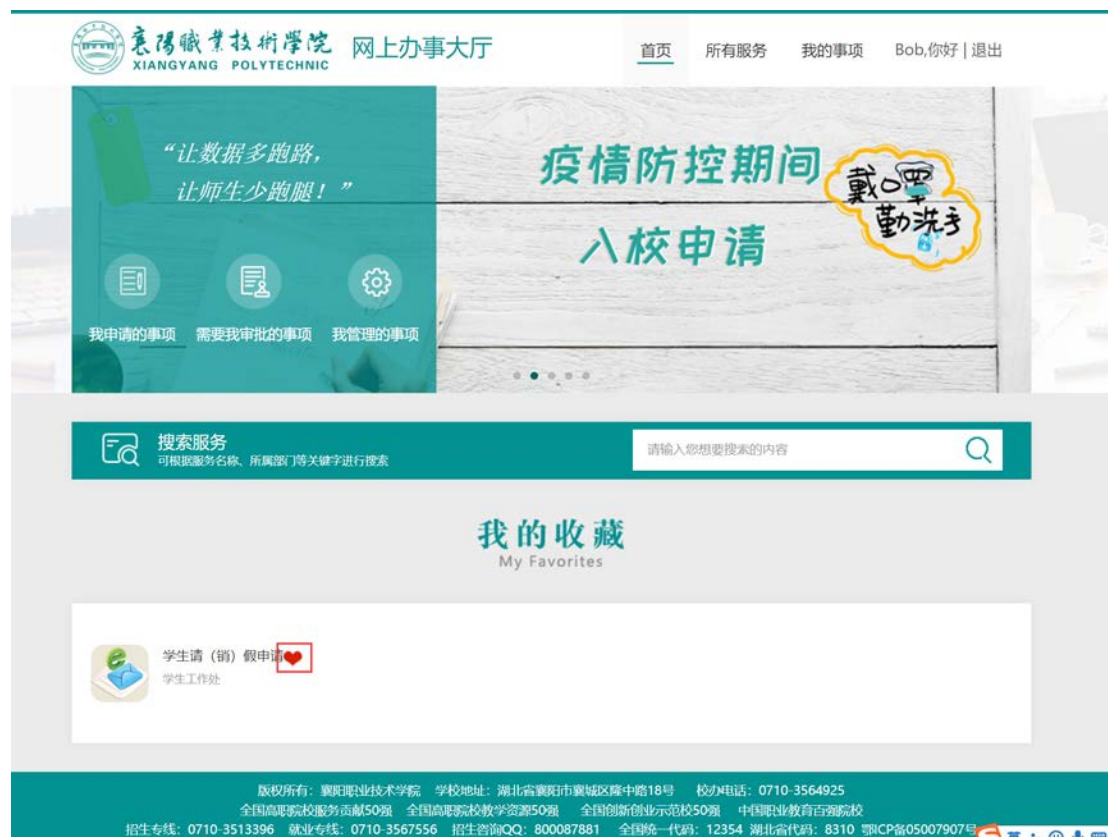 襄陽職業技術學院
XIANGYANG POLYTECHNIC
网上办事大厅
首页 所有服务 我的事项 Bob,你好 | 退出
“让数据多跑路，
让师生少跑腿！”
疫情防控期间
入校申请
戴口罩
勤洗手
我申请的事项 需要我审批的事项 我管理的事项
搜索服务
可根据服务名称、所属部门等关键字进行搜索
请输入您想要搜索的内容
我的收藏
My Favorites
学生请（销）假申请
学生工作处
版权所有：襄阳职业技术学院 学校地址：湖北省襄阳市襄城区隆中路18号 校办电话：0710-3564925
全国高职院校服务贡献50强 全国高职院校教学资源50强 全国创新创业示范校50强 中国职业教育百强院校
招生专线：0710-3513396 就业专线：0710-3567556 招生咨询QQ：800087881 全国统一代码：12354 湖北省代码：8310 鄂ICP备05007907号
英